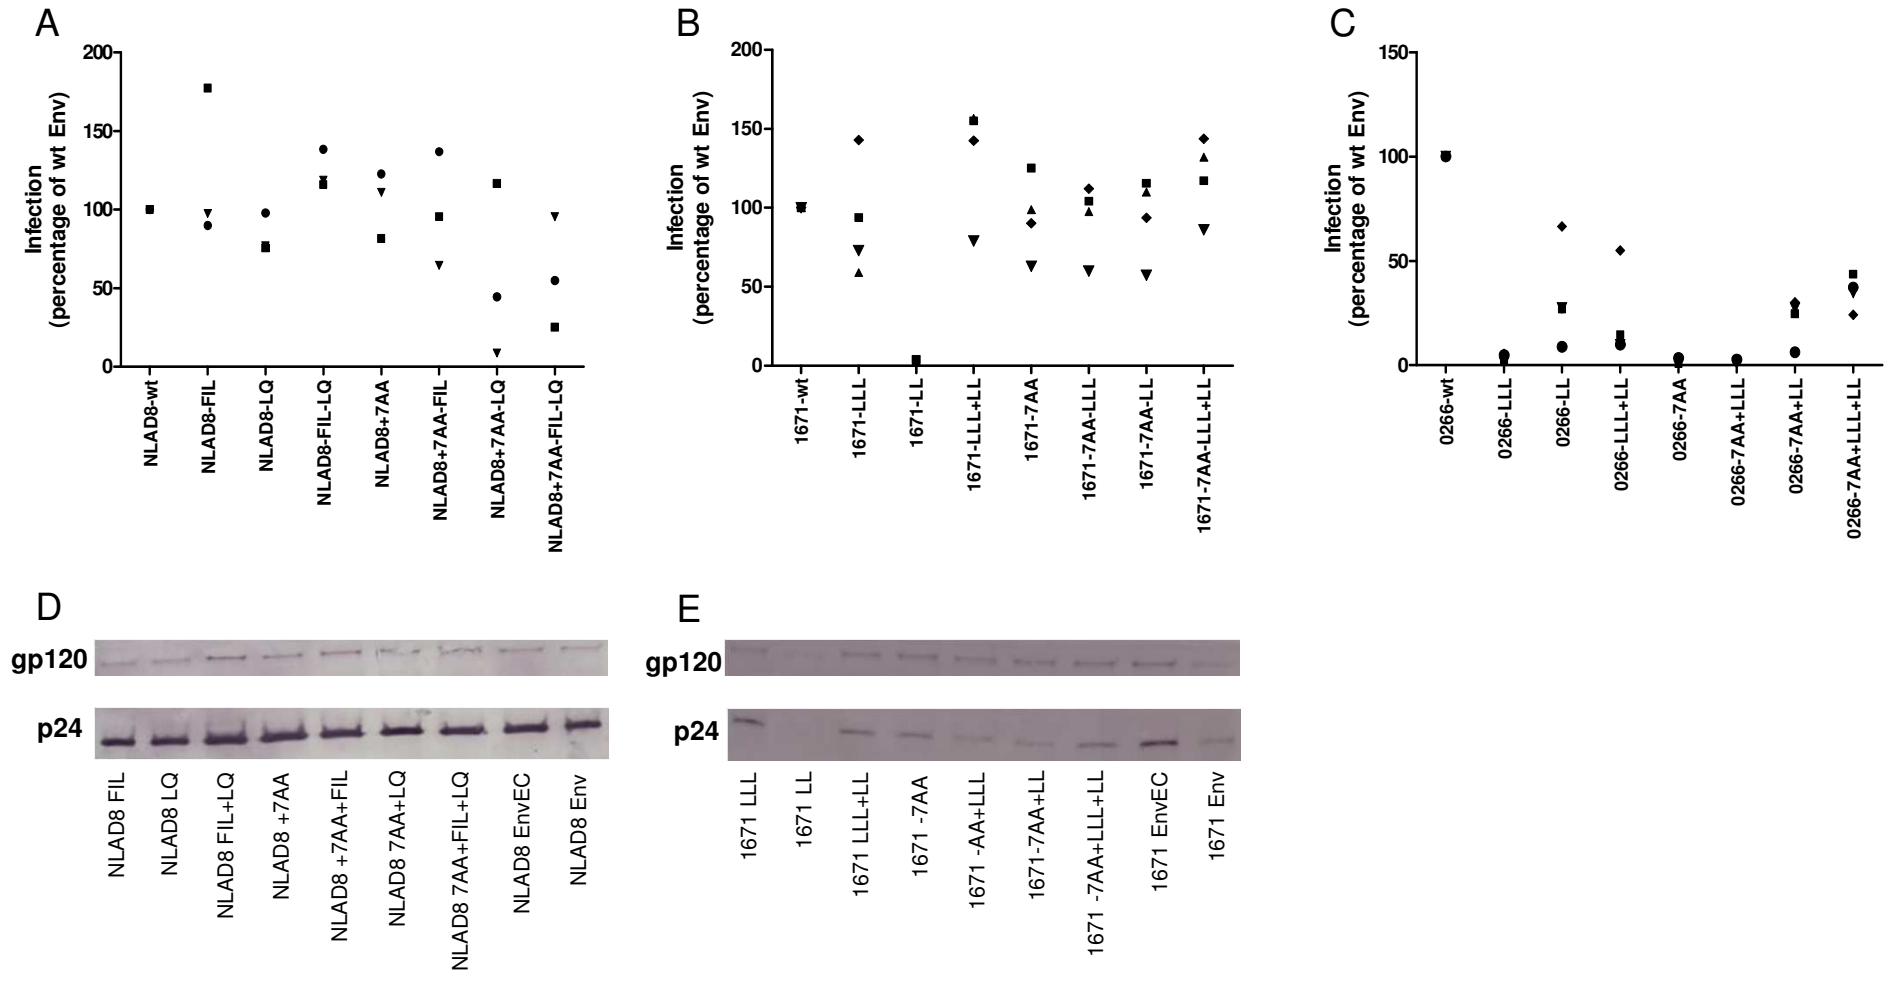 A
200
150
100
50
0
Infection
(percentage of wt Env)
NLAD8-wt
NLAD8-FIL
NLAD8-LQ
NLAD8-FIL-LQ
NLAD8+7AA
NLAD8+7AA-FIL
NLAD8+7AA-LQ
NLAD8+7AA-FIL-LQ
B
200
150
100
50
0
Infection
(percentage of wt Env)
1671-wt
1671-LLL
1671-LL
1671-LLL+LL
1671-7AA
1671-7AA-LLL
1671-7AA-LL
1671-7AA-LLL+LL
C
150
100
50
0
Infection
(percentage of wt Env)
0266-wt
0266-LLL
0266-LL
0266-LLL+LL
0266-7AA
0266-7AA+LLL
0266-7AA+LL
0266-7AA+LLL+LL
D
gp120
p24
NLAD8 FIL
NLAD8 LQ
NLAD8 FIL+LQ
NLAD8 +7AA
NLAD8 +7AA+FIL
NLAD8 7AA+LQ
NLAD8 7AA+FIL+LQ
NLAD8 EnvEC
NLAD8 Env
E
gp120
p24
1671 LLL
1671 LL
1671 LLL+LL
1671 -7AA
1671 -AA+LLL
1671-7AA+LL
1671 -7AA+LLL+LL
1671 EnvEC
1671 Env